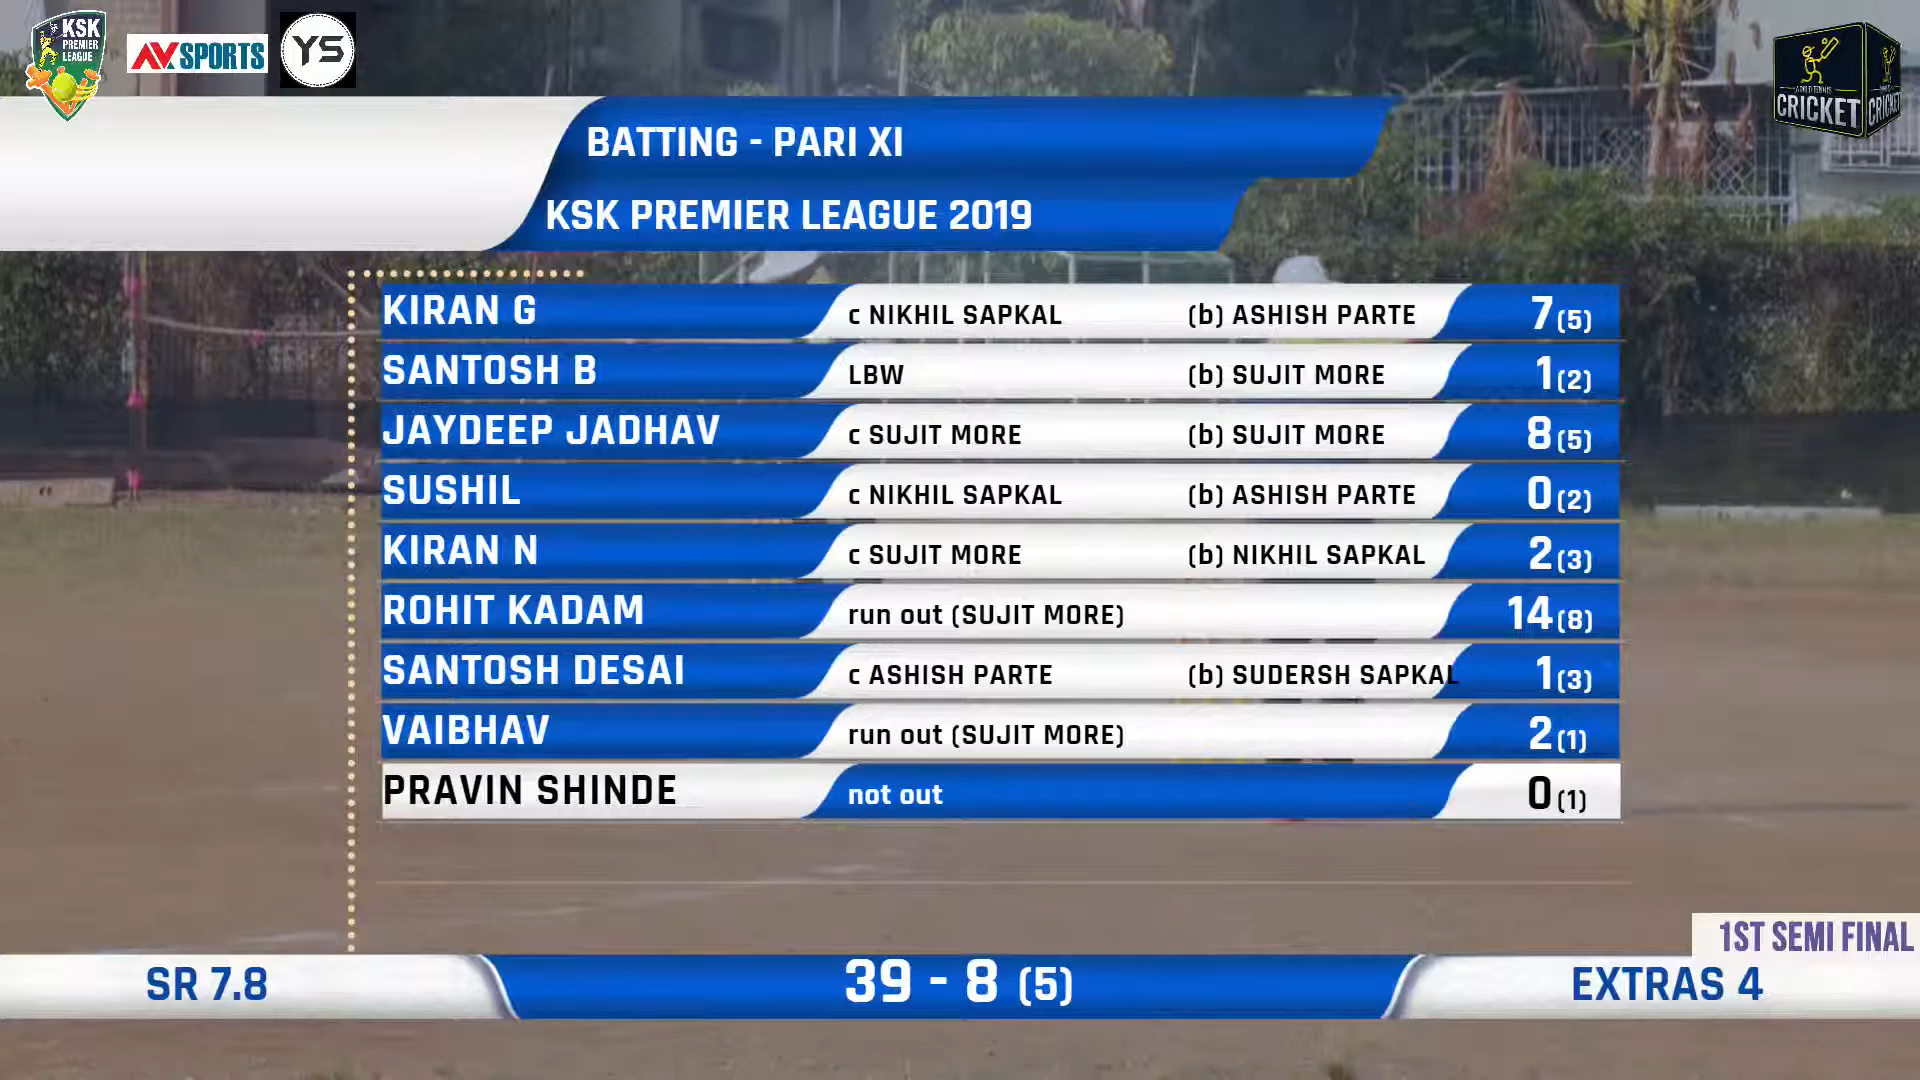 KSK
PREMIER
LEAGUE
AV SPORTS
YS
CRICKET
CRICKET
BATTING - PARI XI
KSK PREMIER LEAGUE 2019
KIRAN G c NIKHIL SAPKAL (b) ASHISH PARTE 7 (5)
SANTOSH B LBW (b) SUJIT MORE 1 (2)
JAYDEEP JADHAV c SUJIT MORE (b) SUJIT MORE 8 (5)
SUSHIL c NIKHIL SAPKAL (b) ASHISH PARTE 0 (2)
KIRAN N c SUJIT MORE (b) NIKHIL SAPKAL 2 (3)
ROHIT KADAM run out (SUJIT MORE) 14 (8)
SANTOSH DESAI c ASHISH PARTE (b) SUDERSH SAPKAL 1 (3)
VAIBHAV run out (SUJIT MORE) 2 (1)
PRAVIN SHINDE not out 0 (1)
1ST SEMI FINAL
SR 7.8 39 - 8 (5) EXTRAS 4